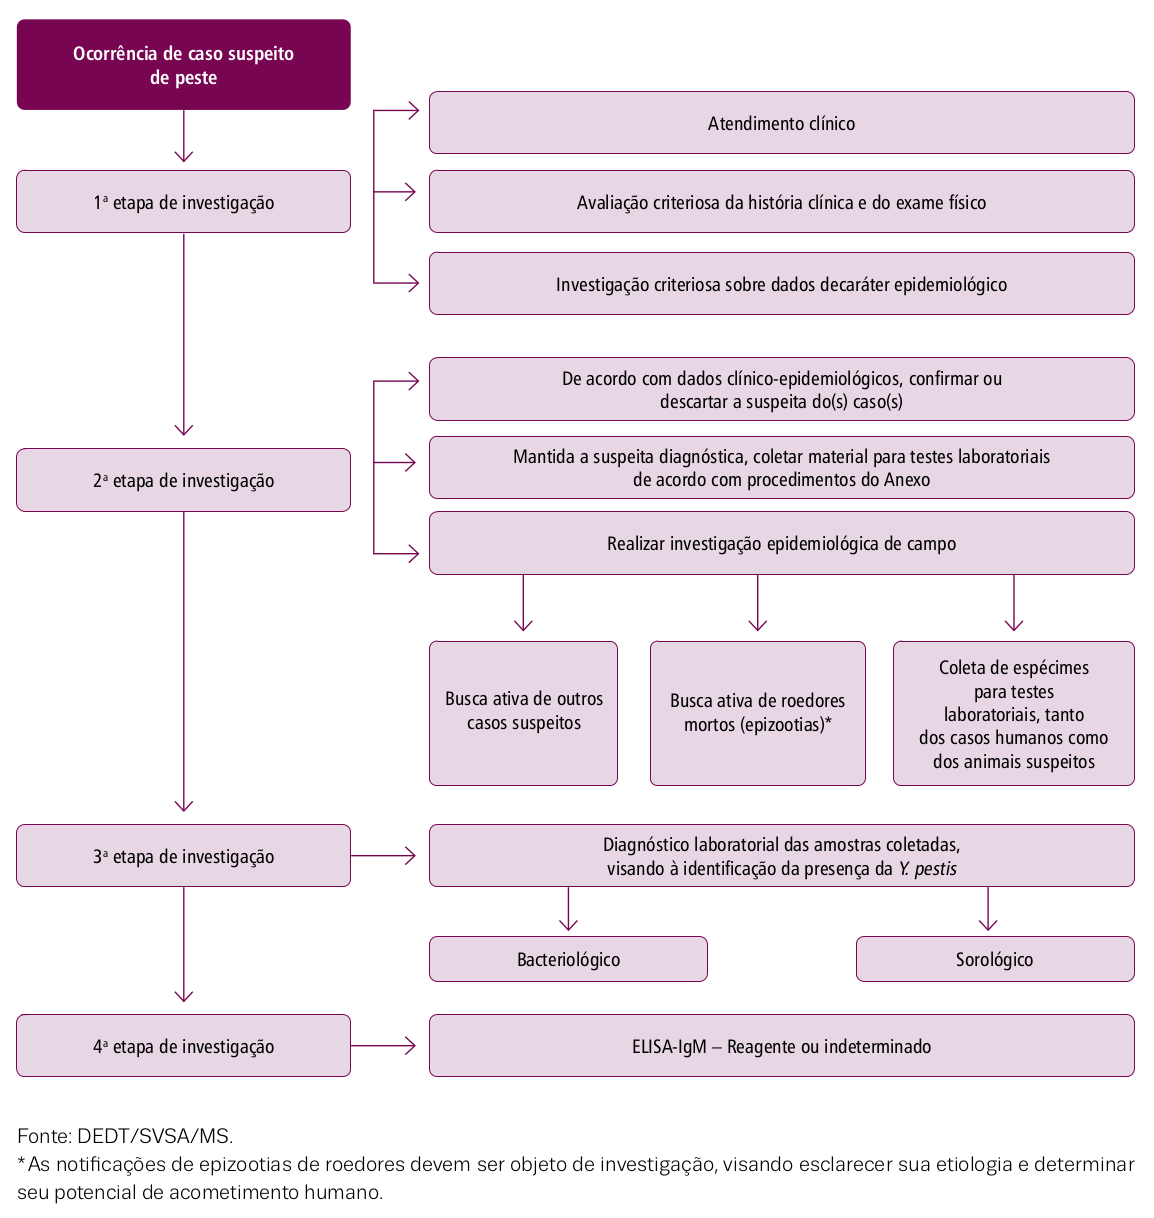 Ocorrência de caso suspeito
de peste
Atendimento clínico
1ª etapa de investigação
Avaliação criteriosa da história clínica e do exame físico
Investigação criteriosa sobre dados decaráter epidemiológico
De acordo com dados clínico-epidemiológicos, confirmar ou
descartar a suspeita do(s) caso(s)
2ª etapa de investigação
Mantida a suspeita diagnóstica, coletar material para testes laboratoriais
de acordo com procedimentos do Anexo
Realizar investigação epidemiológica de campo
Busca ativa de outros
casos suspeitos
Busca ativa de roedores
mortos (epizootias)*
Coleta de espécimes
para testes
laboratoriais, tanto
dos casos humanos como
dos animais suspeitos
3ª etapa de investigação
Diagnóstico laboratorial das amostras coletadas,
visando à identificação da presença da Y. pestis
Bacteriológico
Sorológico
4ª etapa de investigação
ELISA-IgM – Reagente ou indeterminado
Fonte: DEDT/SVSA/MS.
*As notificações de epizootias de roedores devem ser objeto de investigação, visando esclarecer sua etiologia e determinar
seu potencial de acometimento humano.